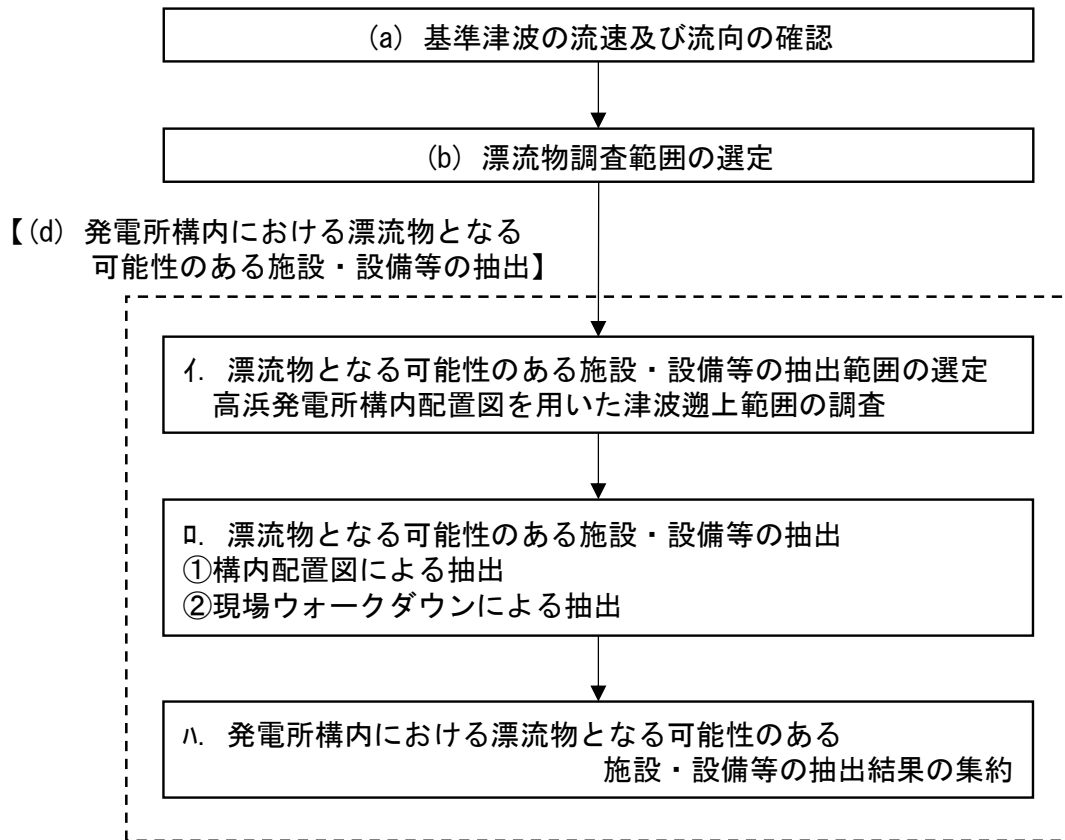 (a) 基準津波の流速及び流向の確認
(b) 漂流物調査範囲の選定
【(d) 発電所構内における漂流物となる
可能性のある施設・設備等の抽出】
ｲ. 漂流物となる可能性のある施設・設備等の抽出範囲の選定
高浜発電所構内配置図を用いた津波遡上範囲の調査
ﾛ. 漂流物となる可能性のある施設・設備等の抽出
①構内配置図による抽出
②現場ウォークダウンによる抽出
ﾊ. 発電所構内における漂流物となる可能性のある
施設・設備等の抽出結果の集約